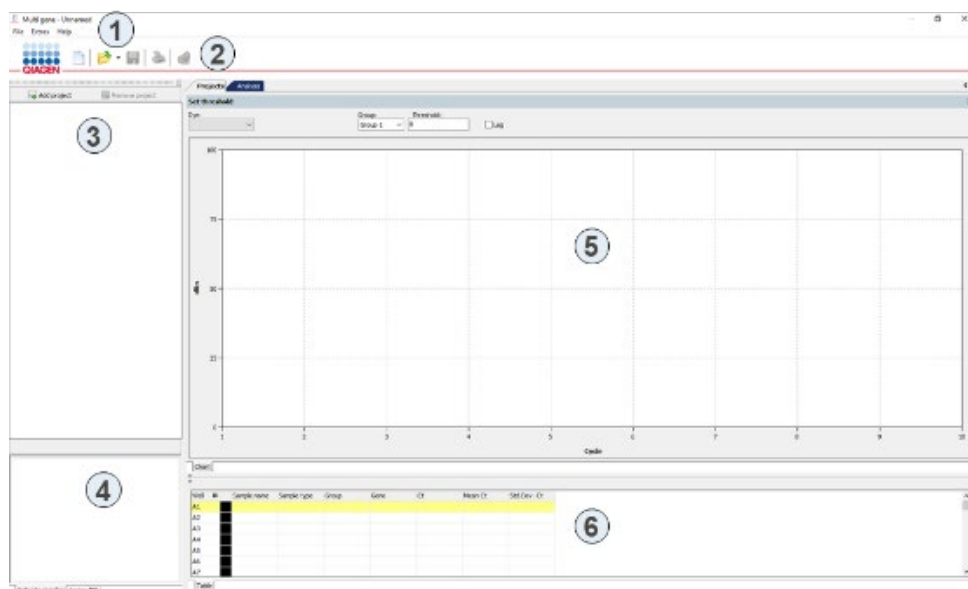 Multi gene - Unnamed
File Extras Help
1
2
QIAGEN
Add project Remove project
Projects Analysis
Set threshold
Dye: Group: Threshold:
Group 1 0 Log
3
100
75
5
50
25
0
1 2 3 4 5 6 7 8 9 10
Cycle
Chart
4
Well Sample name Sample type Group Gene Ct Mean Ct Std.Dev. Ct
A1
A2
A3
A4
A5
A6
A7
6
Table